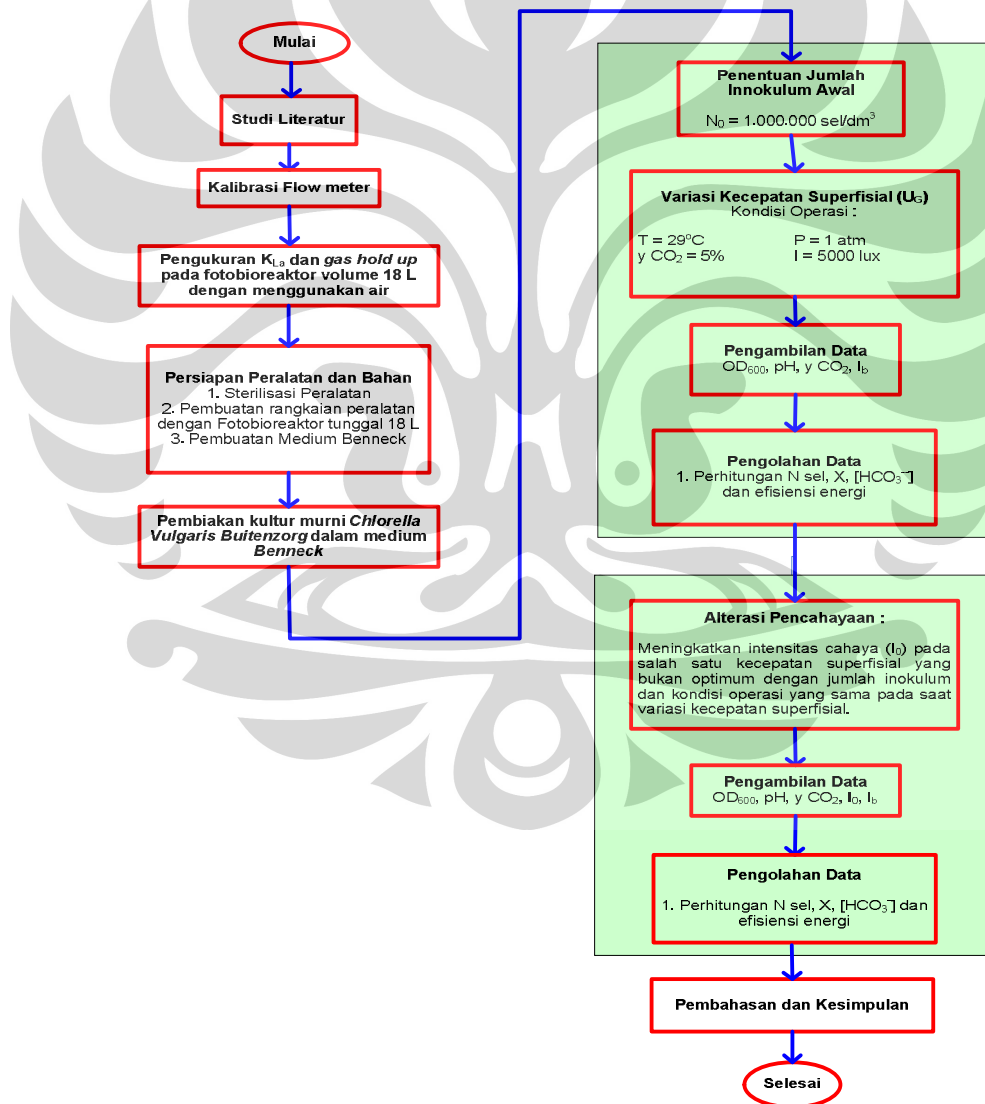 Mulai
Studi Literatur
Kalibrasi Flow meter
Pengukuran K_La dan gas hold up
pada fotobioreaktor volume 18 L
dengan menggunakan air
Persiapan Peralatan dan Bahan
1. Sterilisasi Peralatan
2. Pembuatan rangkaian peralatan
dengan Fotobioreaktor tunggal 18 L
3. Pembuatan Medium Benneck
Pembiakan kultur murni Chlorella
Vulgaris Buitenzorg dalam medium
Benneck
Penentuan Jumlah
Innokulum Awal
N₀ = 1.000.000 sel/dm³
Variasi Kecepatan Superfisial (U_G)
Kondisi Operasi :
T = 29°C P = 1 atm
y CO₂ = 5% I = 5000 lux
Pengambilan Data
OD₆₀₀, pH, y CO₂, I_b
Pengolahan Data
1. Perhitungan N sel, X, [HCO₃⁻]
dan efisiensi energi
Alterasi Pencahayaan :
Meningkatkan intensitas cahaya (I₀) pada
salah satu kecepatan superfisial yang
bukan optimum dengan jumlah inokulum
dan kondisi operasi yang sama pada saat
variasi kecepatan superfisial.
Pengambilan Data
OD₆₀₀, pH, y CO₂, I₀, I_b
Pengolahan Data
1. Perhitungan N sel, X, [HCO₃⁻] dan
efisiensi energi
Pembahasan dan Kesimpulan
Selesai